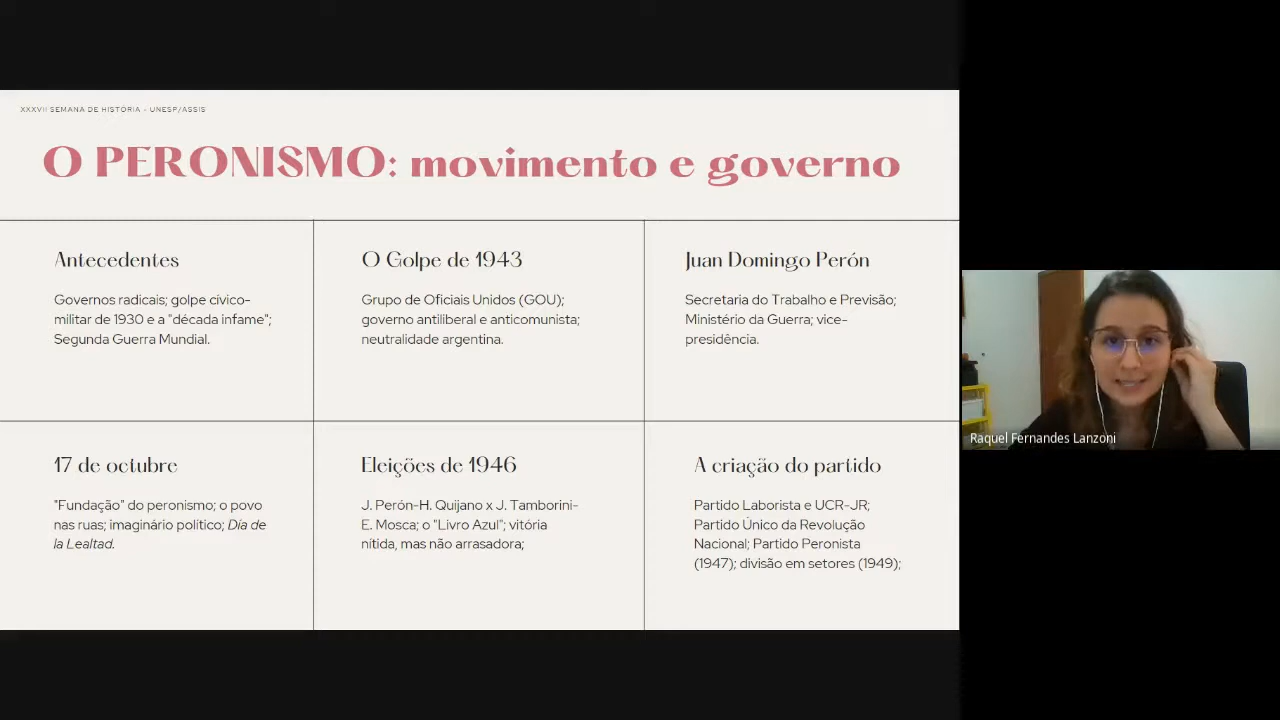 XXXVII SEMANA DE HISTÓRIA - UNESP/ASSIS
O PERONISMO: movimento e governo
Antecedentes
Governos radicais; golpe cívico-
militar de 1930 e a "década infame";
Segunda Guerra Mundial.
O Golpe de 1943
Grupo de Oficiais Unidos (GOU);
governo antiliberal e anticomunista;
neutralidade argentina.
Juan Domingo Perón
Secretaria do Trabalho e Previsão;
Ministério da Guerra; vice-
presidência.
17 de octubre
"Fundação" do peronismo; o povo
nas ruas; imaginário político; Día de
la Lealtad.
Eleições de 1946
J. Perón-H. Quijano x J. Tamborini-
E. Mosca; o "Livro Azul"; vitória
nítida, mas não arrasadora;
A criação do partido
Partido Laborista e UCR-JR;
Partido Único da Revolução
Nacional; Partido Peronista
(1947); divisão em setores (1949);
Raquel Fernandes Lanzoni